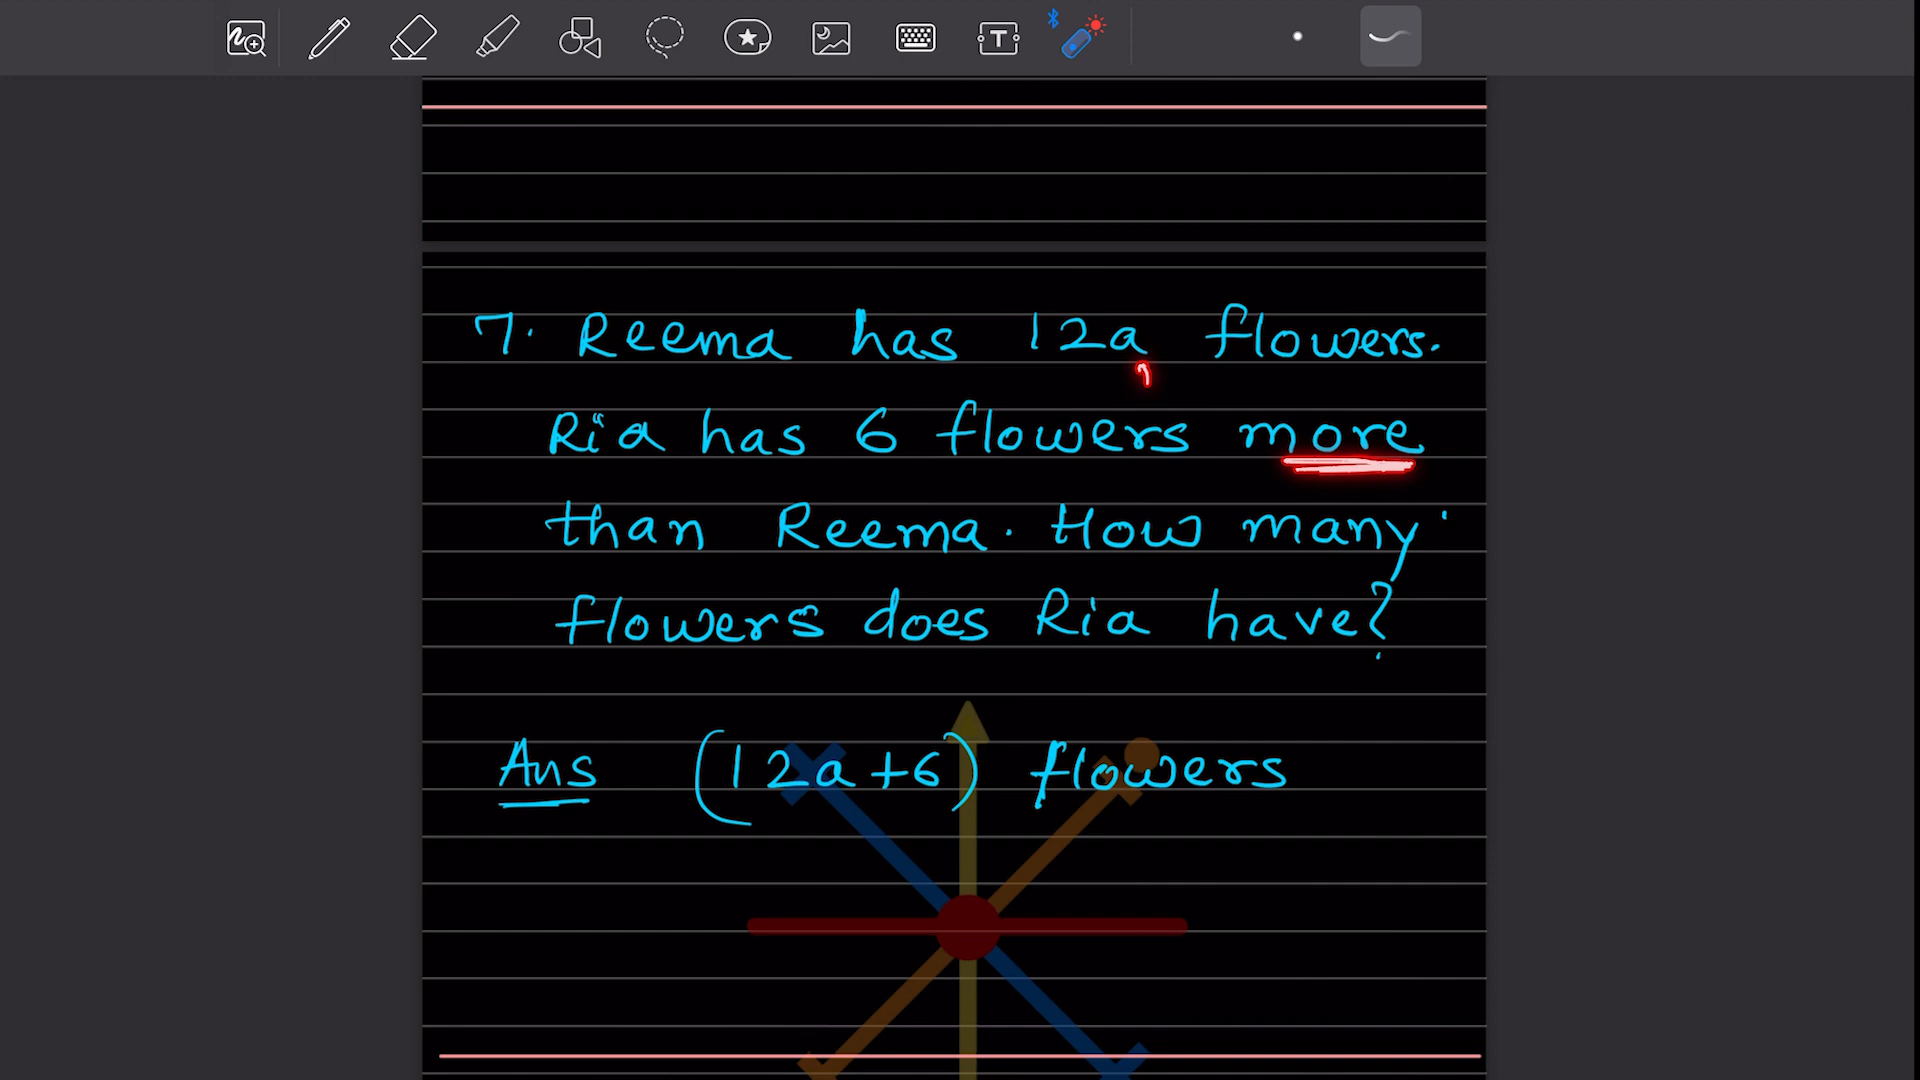 7. Reema has 12a flowers.
Ria has 6 flowers more
than Reema. How many
flowers does Ria have?
Ans (12a+6) flowers